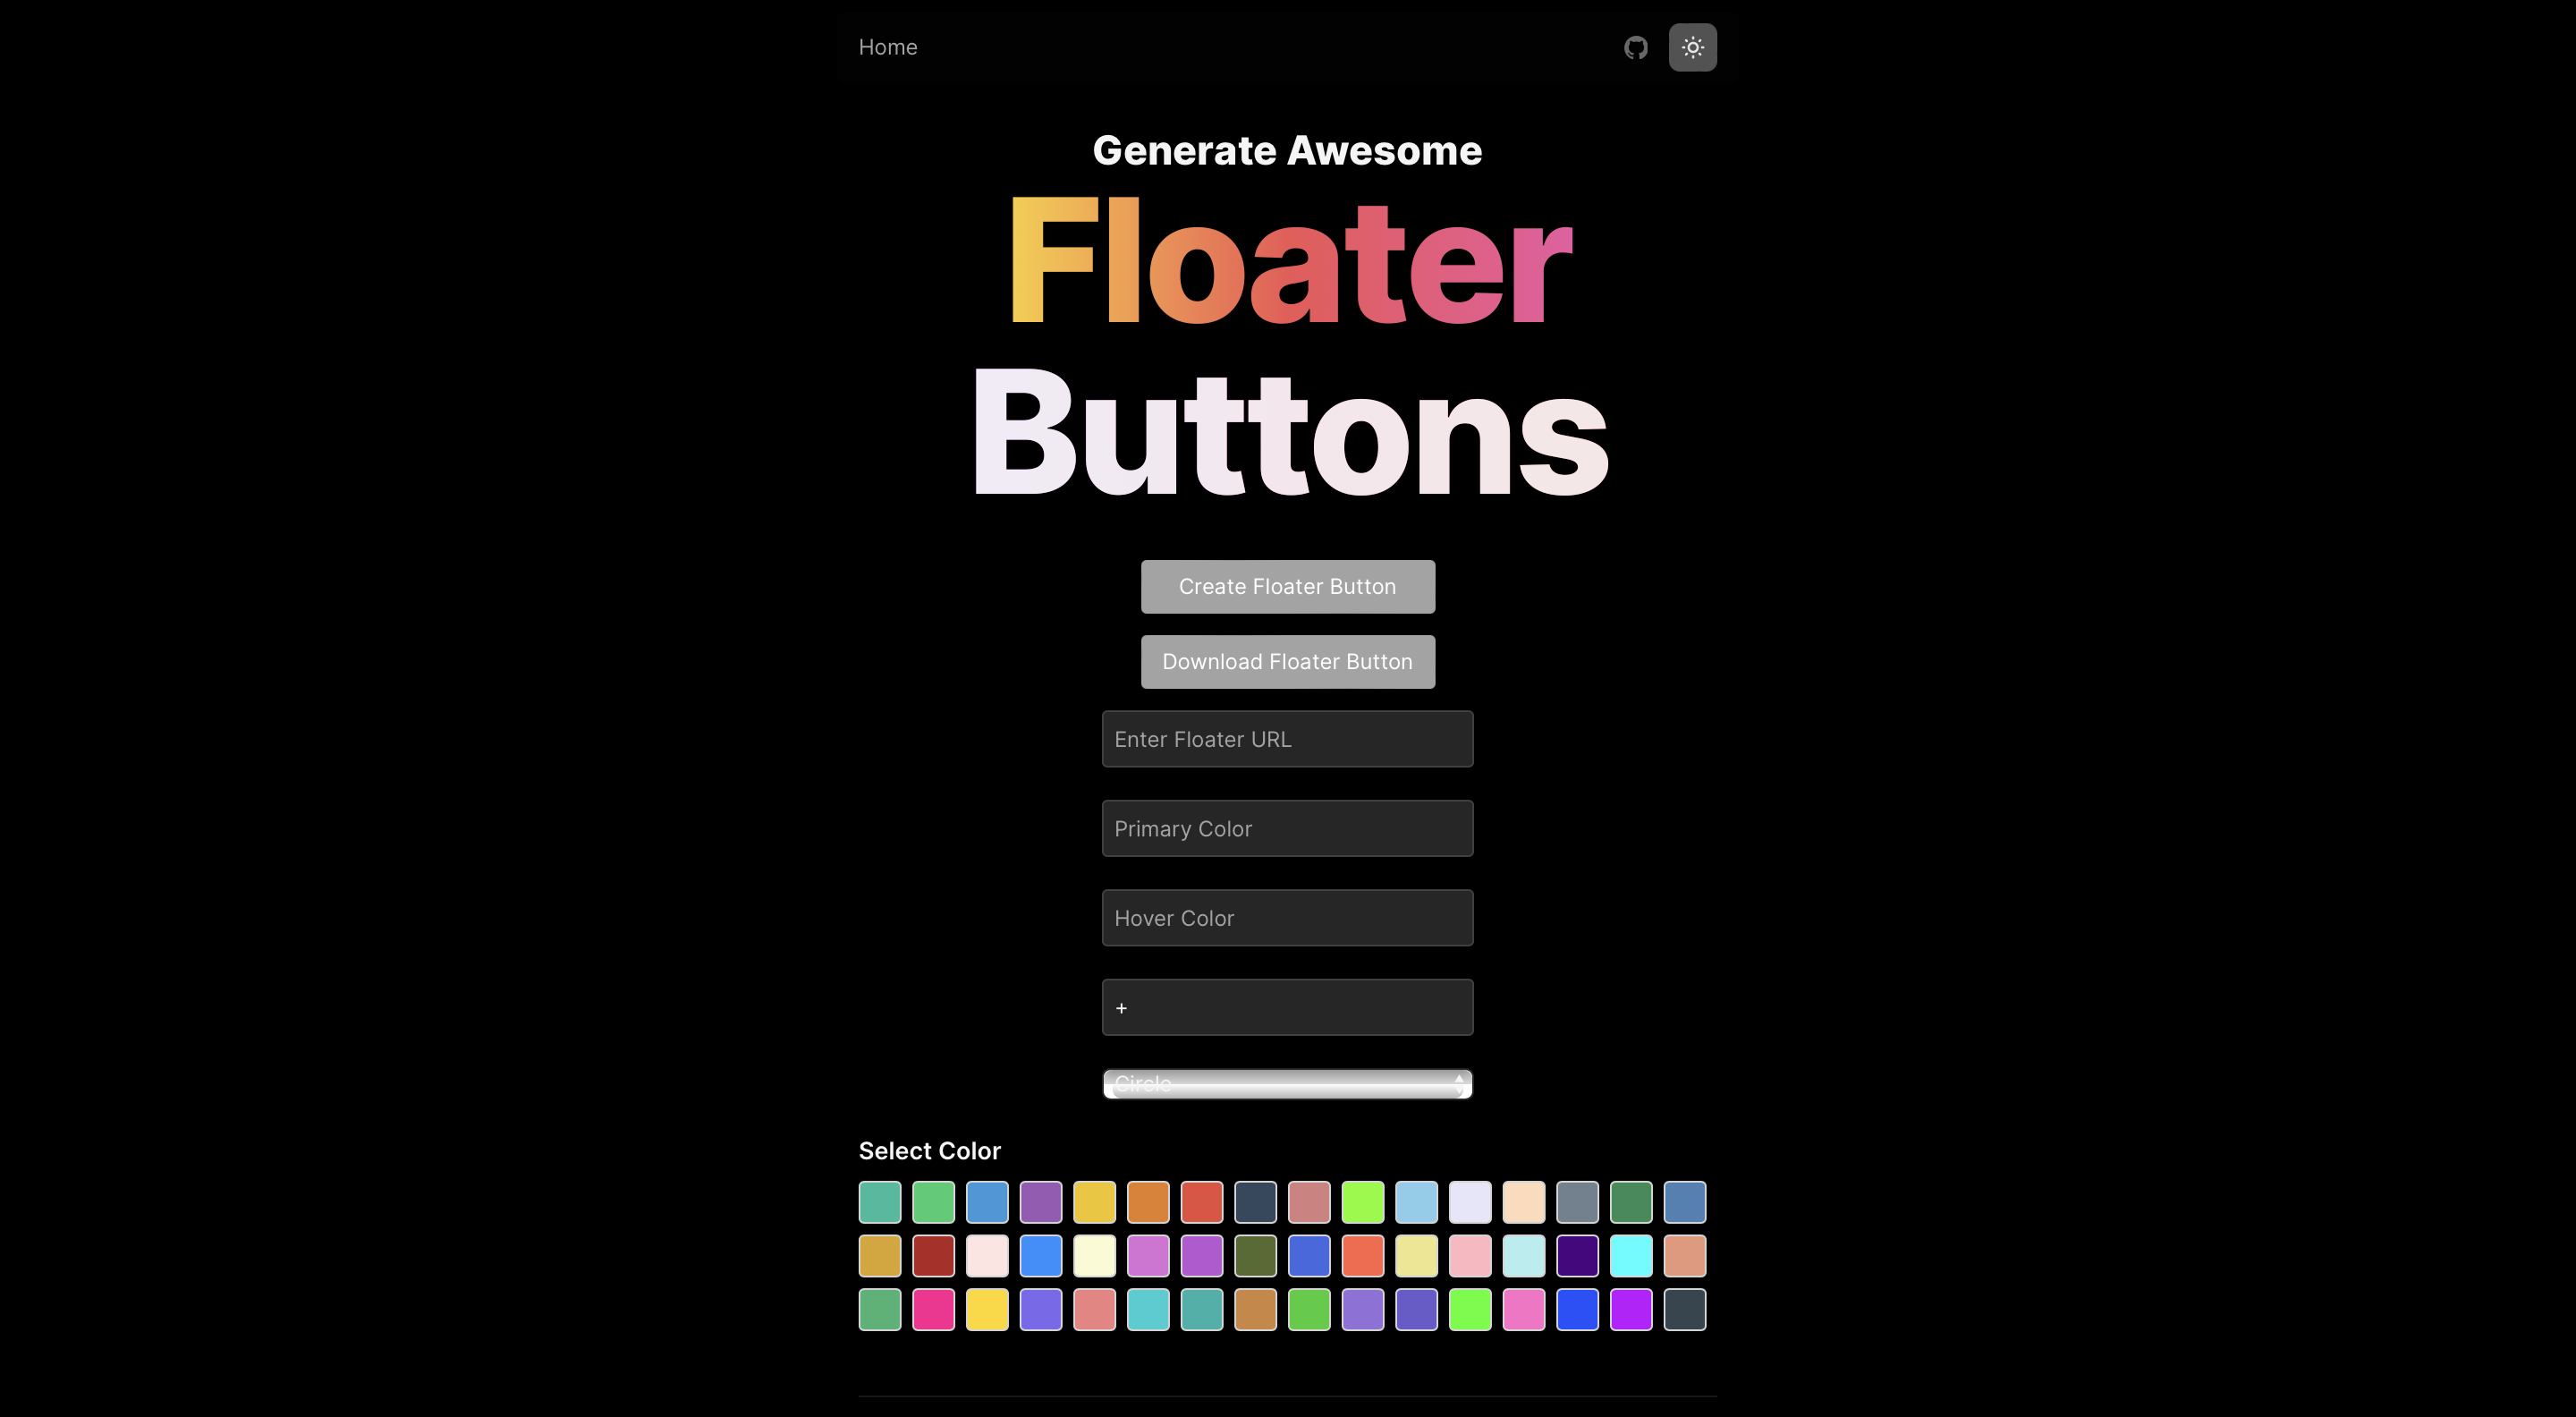 Home
Generate Awesome
Floater
Buttons
Create Floater Button
Download Floater Button
Enter Floater URL
Primary Color
Hover Color
+
Circle
Select Color